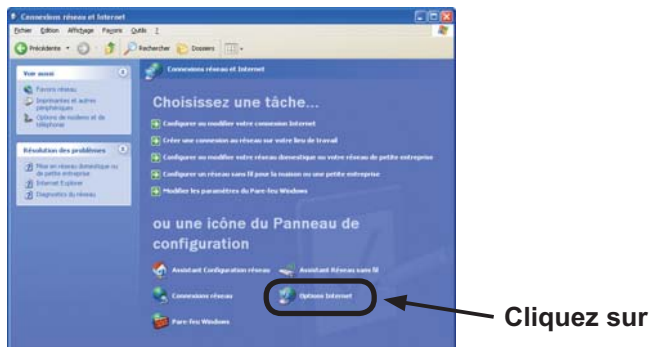 Connexions réseau et Internet
Fichier Edition Affichage Favoris Outils ?
Précédente Rechercher Dossiers
Voir aussi
Favoris réseau
Imprimantes et autres périphériques
Options de modems et de téléphonie
Résolution des problèmes
Mise en réseau domestique ou de petite entreprise
Internet Explorer
Diagnostics du réseau
Connexions réseau et Internet
Choisissez une tâche...
Configurer ou modifier votre connexion Internet
Créer une connexion au réseau sur votre lieu de travail
Configurer ou modifier votre réseau domestique ou votre réseau de petite entreprise
Configurer un réseau sans fil pour la maison ou une petite entreprise
Modifier les paramètres du Pare-feu Windows
ou une icône du Panneau de
configuration
Assistant Configuration réseau
Assistant Réseau sans fil
Connexions réseau
Options Internet
Pare-feu Windows
Cliquez sur